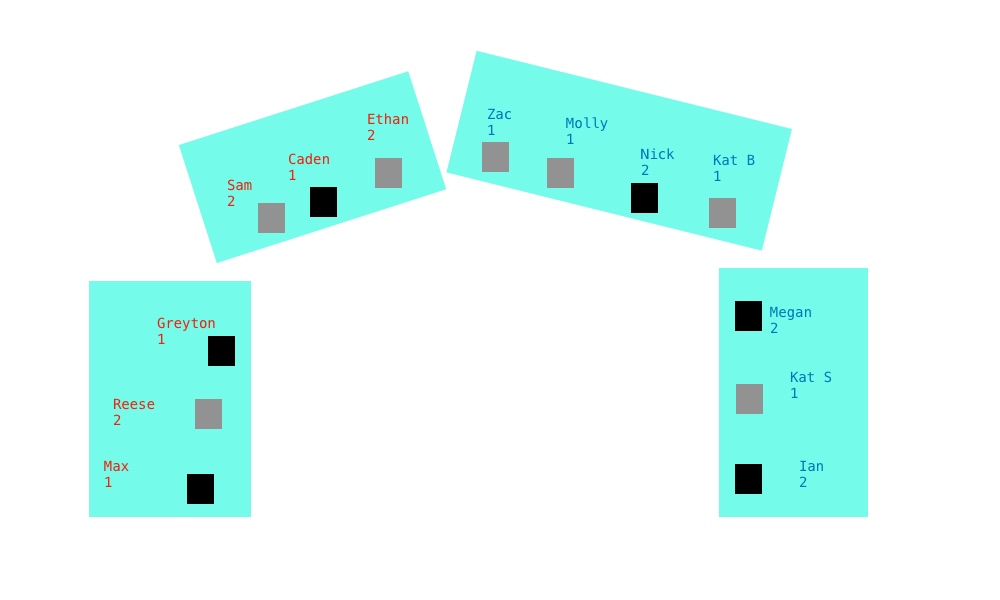 Ethan
2
Caden
1
Sam
2
Zac
1
Molly
1
Nick
2
Kat B
1
Greyton
1
Reese
2
Max
1
Megan
2
Kat S
1
Ian
2